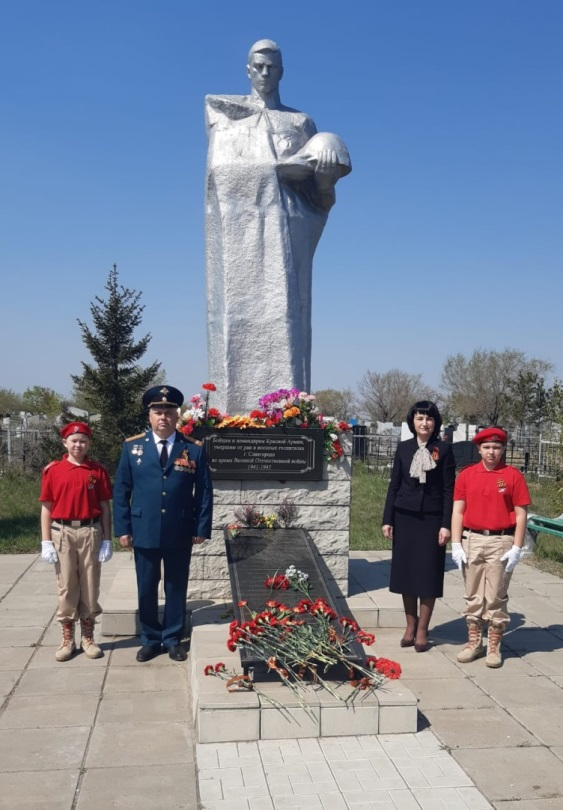 Бойцам и командирам Красной Армии,
умершим от ран в военных госпиталях
г. Славгорода
во время Великой Отечественной войны
1941-1945